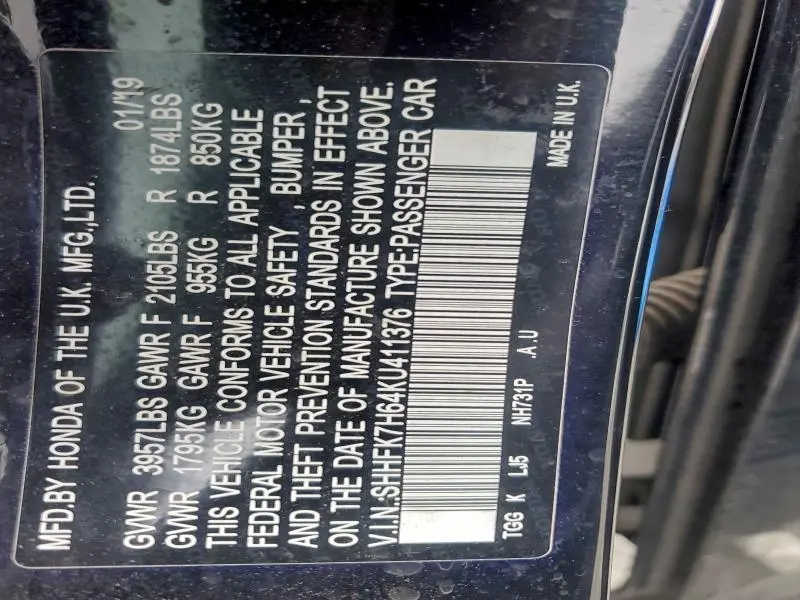 MFD.BY HONDA OF THE U.K. MFG.,LTD.
01/19
GVWR 3957LBS GAWR F 2105LBS R 1874LBS
GVWR 1795KG GAWR F 955KG R 850KG
THIS VEHICLE CONFORMS TO ALL APPLICABLE
FEDERAL MOTOR VEHICLE SAFETY , BUMPER ,
AND THEFT PREVENTION STANDARDS IN EFFECT
ON THE DATE OF MANUFACTURE SHOWN ABOVE.
V.I.N.:SHHFK7H64KU411376 TYPE:PASSENGER CAR
TGG K LJ5 NH731P .A.U
MADE IN U.K.